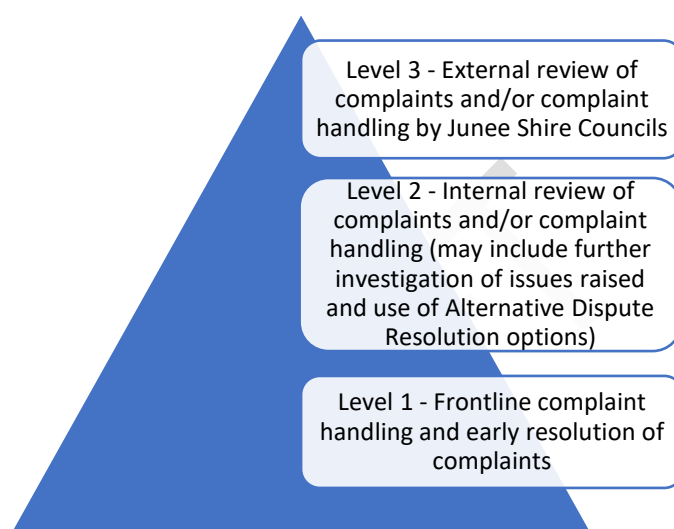 Level 3 - External review of
complaints and/or complaint
handling by Junee Shire Councils
Level 2 - Internal review of
complaints and/or complaint
handling (may include further
investigation of issues raised
and use of Alternative Dispute
Resolution options)
Level 1 - Frontline complaint
handling and early resolution of
complaints